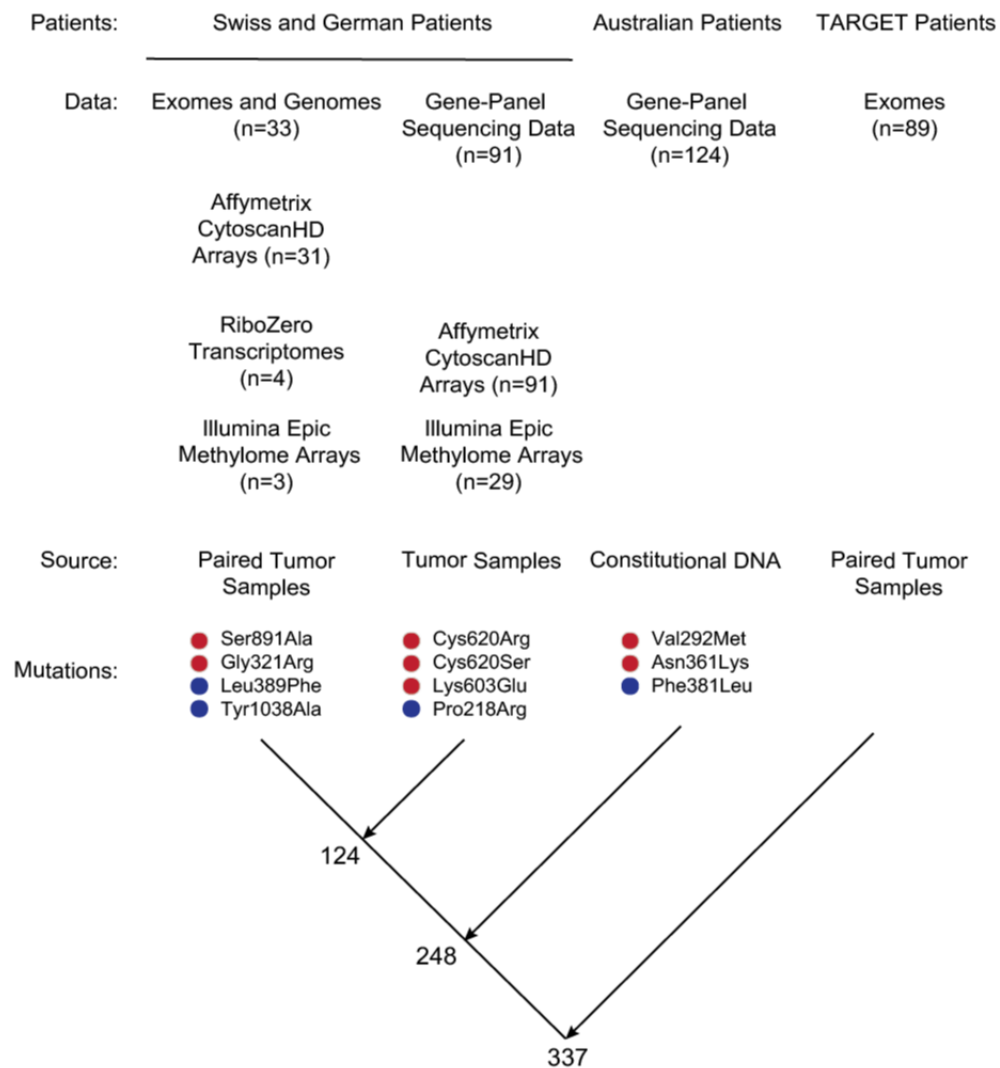 Patients: Swiss and German Patients Australian Patients TARGET Patients
Data: Exomes and Genomes
(n=33)
Gene-Panel
Sequencing Data
(n=91)
Gene-Panel
Sequencing Data
(n=124)
Exomes
(n=89)
Affymetrix
CytoscanHD
Arrays (n=31)
RiboZero
Transcriptomes
(n=4)
Affymetrix
CytoscanHD
Arrays (n=91)
Illumina Epic
Methylome Arrays
(n=3)
Illumina Epic
Methylome Arrays
(n=29)
Source: Paired Tumor
Samples
Tumor Samples
Constitutional DNA
Paired Tumor
Samples
Mutations:
Ser891Ala
Gly321Arg
Leu389Phe
Tyr1038Ala
Cys620Arg
Cys620Ser
Lys603Glu
Pro218Arg
Val292Met
Asn361Lys
Phe381Leu
124
248
337